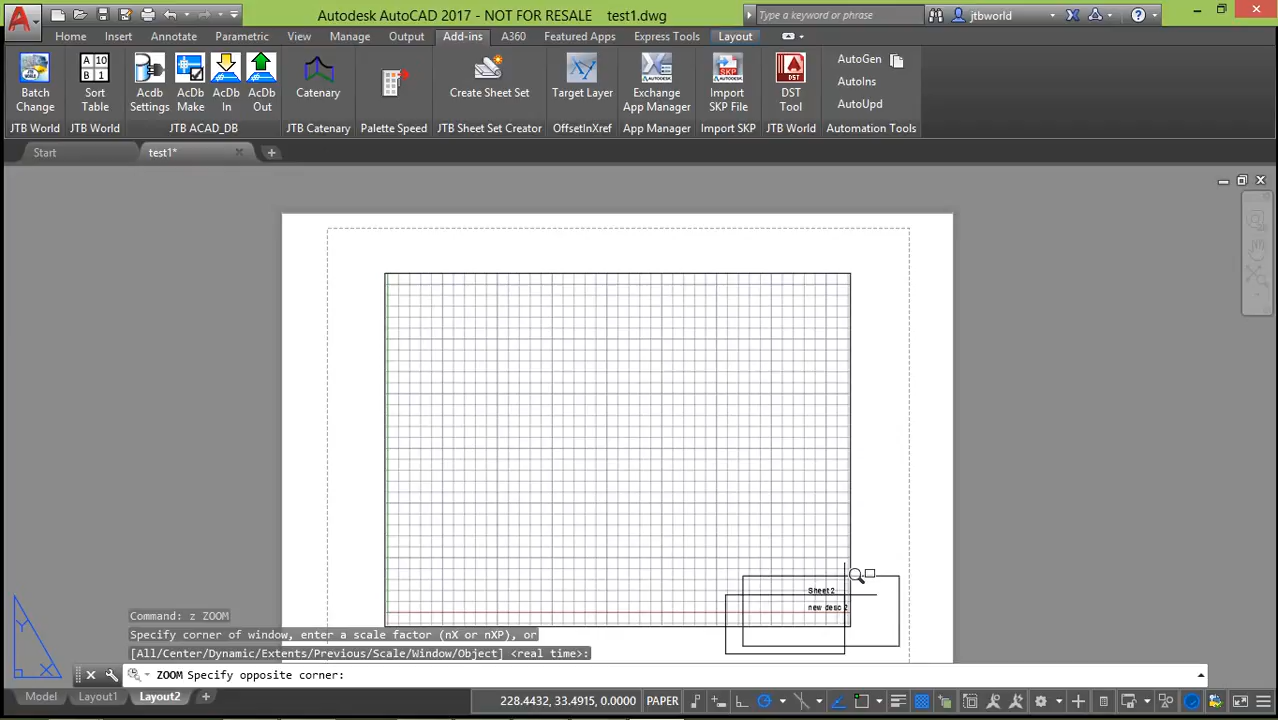 Autodesk AutoCAD 2017 - NOT FOR RESALE test1.dwg
Type a keyword or phrase
jtbworld
Home Insert Annotate Parametric View Manage Output Add-ins A360 Featured Apps Express Tools Layout
Batch Change
Sort Table
Acdb Settings
AcDb Make
AcDb In
AcDb Out
Catenary
Create Sheet Set
Target Layer
Exchange App Manager
Import SKP File
DST Tool
AutoGen
AutoIns
AutoUpd
JTB World JTB World JTB ACAD_DB JTB Catenary Palette Speed JTB Sheet Set Creator OffsetInXref App Manager Import SKP JTB World Automation Tools
Start test1*
Sheet2
new desc 2
Command: z ZOOM
Specify corner of window, enter a scale factor (nX or nXP), or
[All/Center/Dynamic/Extents/Previous/Scale/Window/Object] <real time>:
ZOOM Specify opposite corner:
Model Layout1 Layout2 +
228.4432, 33.4915, 0.0000 PAPER